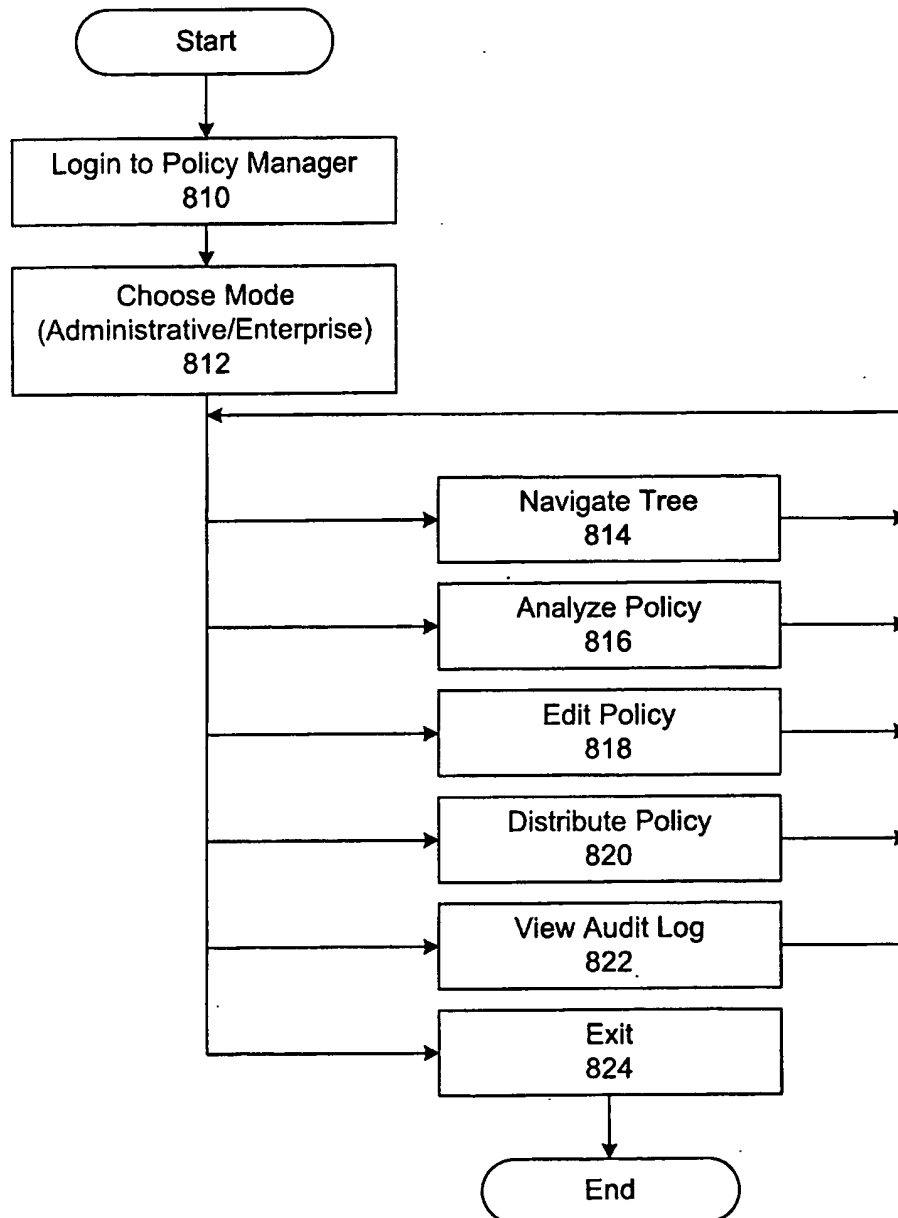 Start
Login to Policy Manager
810
Choose Mode
(Administrative/Enterprise)
812
Navigate Tree
814
Analyze Policy
816
Edit Policy
818
Distribute Policy
820
View Audit Log
822
Exit
824
End